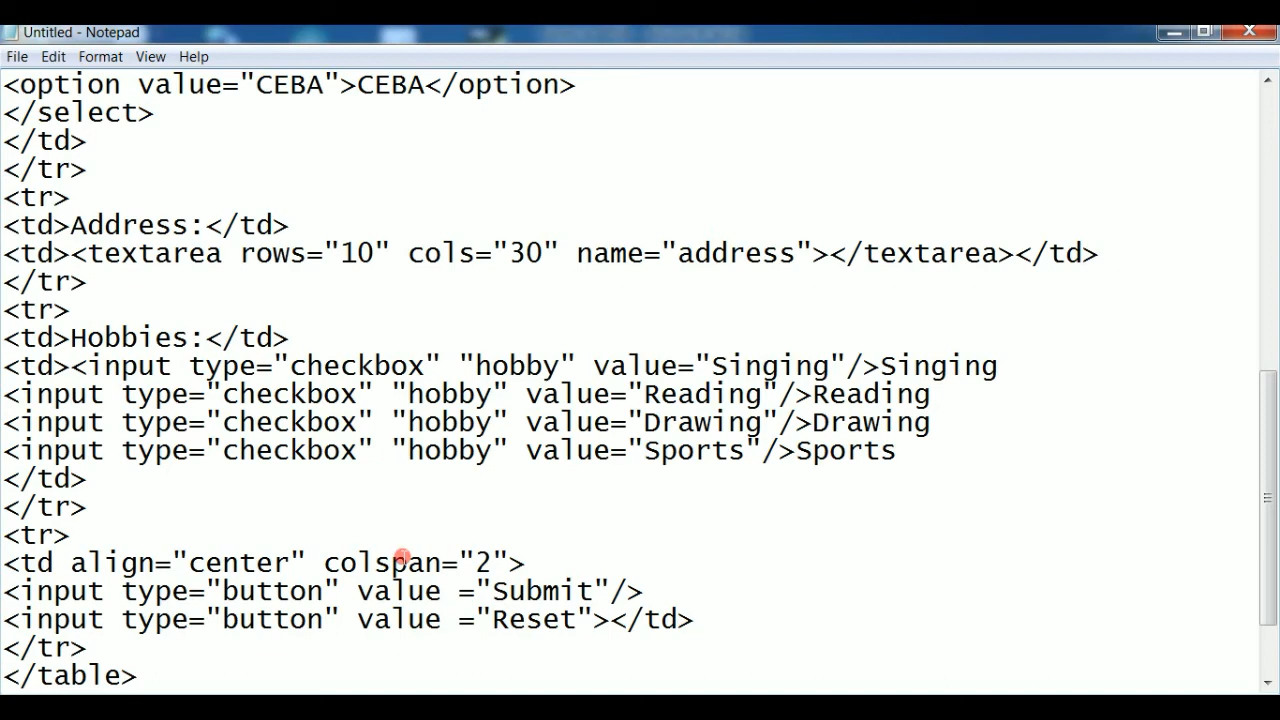 Untitled - Notepad
File Edit Format View Help
<option value="CEBA">CEBA</option>
</select>
</td>
</tr>
<tr>
<td>Address:</td>
<td><textarea rows="10" cols="30" name="address"></textarea></td>
</tr>
<tr>
<td>Hobbies:</td>
<td><input type="checkbox" "hobby" value="Singing"/>Singing
<input type="checkbox" "hobby" value="Reading"/>Reading
<input type="checkbox" "hobby" value="Drawing"/>Drawing
<input type="checkbox" "hobby" value="Sports"/>Sports
</td>
</tr>
<tr>
<td align="center" colspan="2">
<input type="button" value ="Submit"/>
<input type="button" value ="Reset"></td>
</tr>
</table>